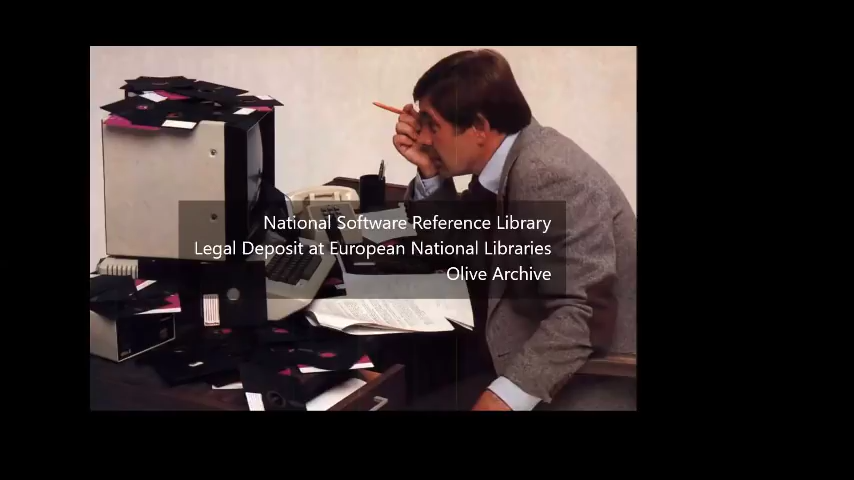 National Software Reference Library
Legal Deposit at European National Libraries
Olive Archive